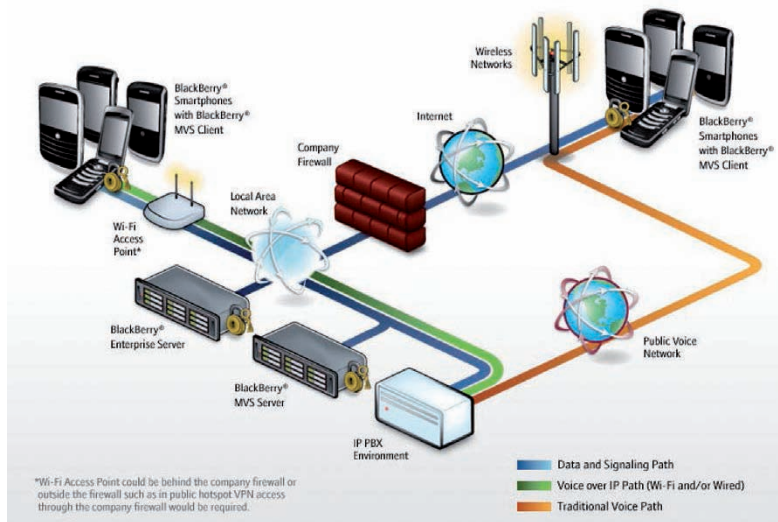 Wireless
Networks
BlackBerry®
Smartphones
with BlackBerry®
MVS Client
Internet
BlackBerry®
Smartphones
with BlackBerry®
MVS Client
Company
Firewall
Local Area
Network
Wi-Fi
Access
Point*
BlackBerry®
Enterprise Server
Public Voice
Network
BlackBerry®
MVS Server
IP PBX
Environment
Data and Signaling Path
Voice over IP Path (Wi-Fi and/or Wired)
Traditional Voice Path
*Wi-Fi Access Point could be behind the company firewall or
outside the firewall such as in public hotspot VPN access
through the company firewall would be required.